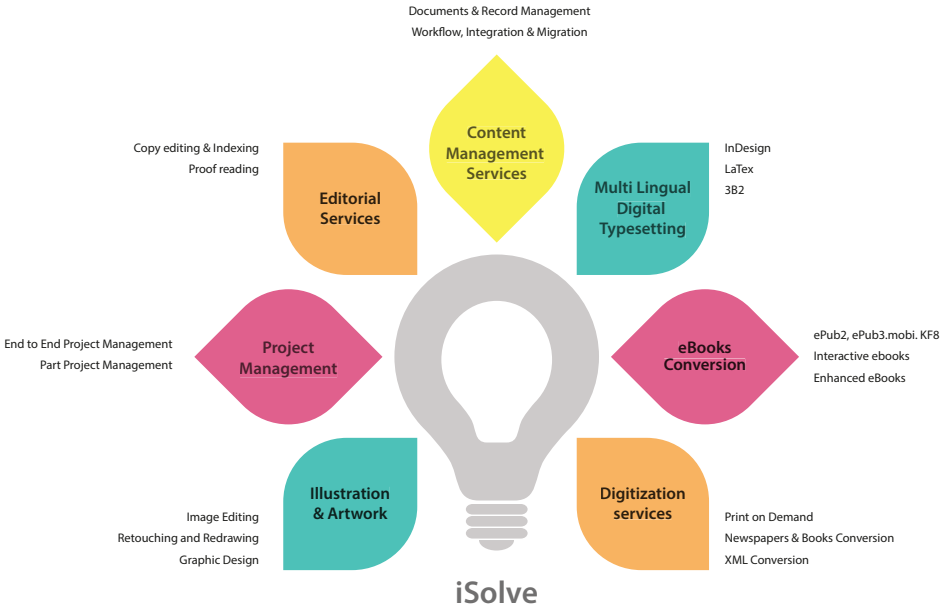 Documents & Record Management
Workflow, Integration & Migration
Content
Management
Services
Copy editing & Indexing
Proof reading
Editorial
Services
Multi Lingual
Digital
Typesetting
InDesign
LaTex
3B2
End to End Project Management
Part Project Management
Project
Management
eBooks
Conversion
ePub2, ePub3.mobi. KF8
Interactive ebooks
Enhanced eBooks
Illustration
& Artwork
Image Editing
Retouching and Redrawing
Graphic Design
Digitization
services
Print on Demand
Newspapers & Books Conversion
XML Conversion
iSolve